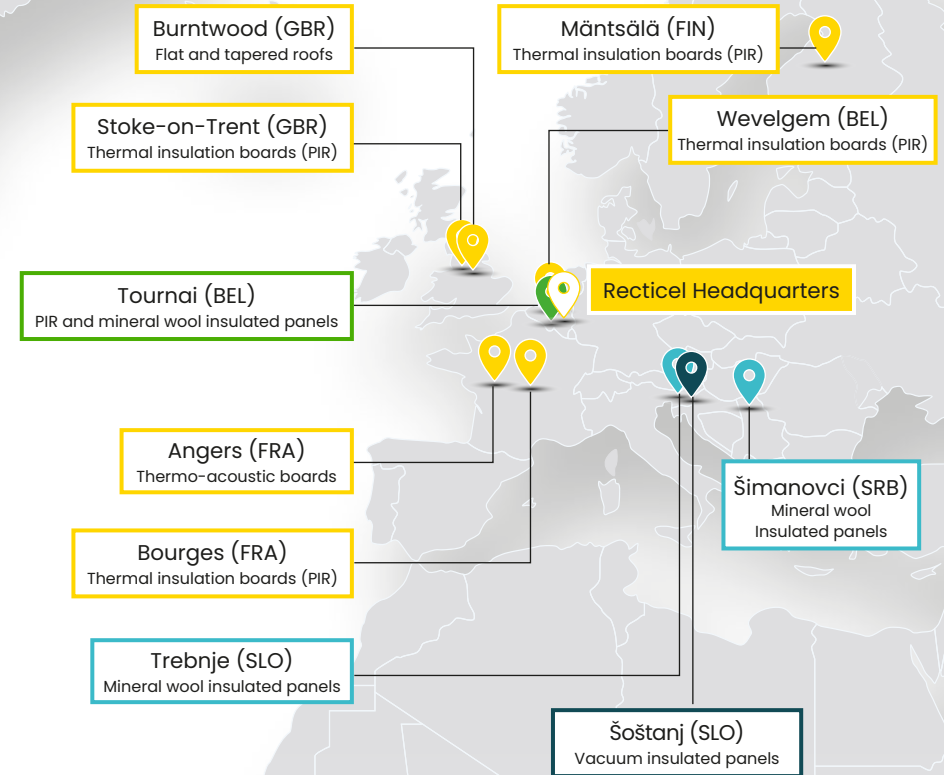 Burntwood (GBR)
Flat and tapered roofs
Mäntsälä (FIN)
Thermal insulation boards (PIR)
Stoke-on-Trent (GBR)
Thermal insulation boards (PIR)
Wevelgem (BEL)
Thermal insulation boards (PIR)
Tournai (BEL)
PIR and mineral wool insulated panels
Recticel Headquarters
Angers (FRA)
Thermo-acoustic boards
Šimanovci (SRB)
Mineral wool
Insulated panels
Bourges (FRA)
Thermal insulation boards (PIR)
Trebnje (SLO)
Mineral wool insulated panels
Šoštanj (SLO)
Vacuum insulated panels